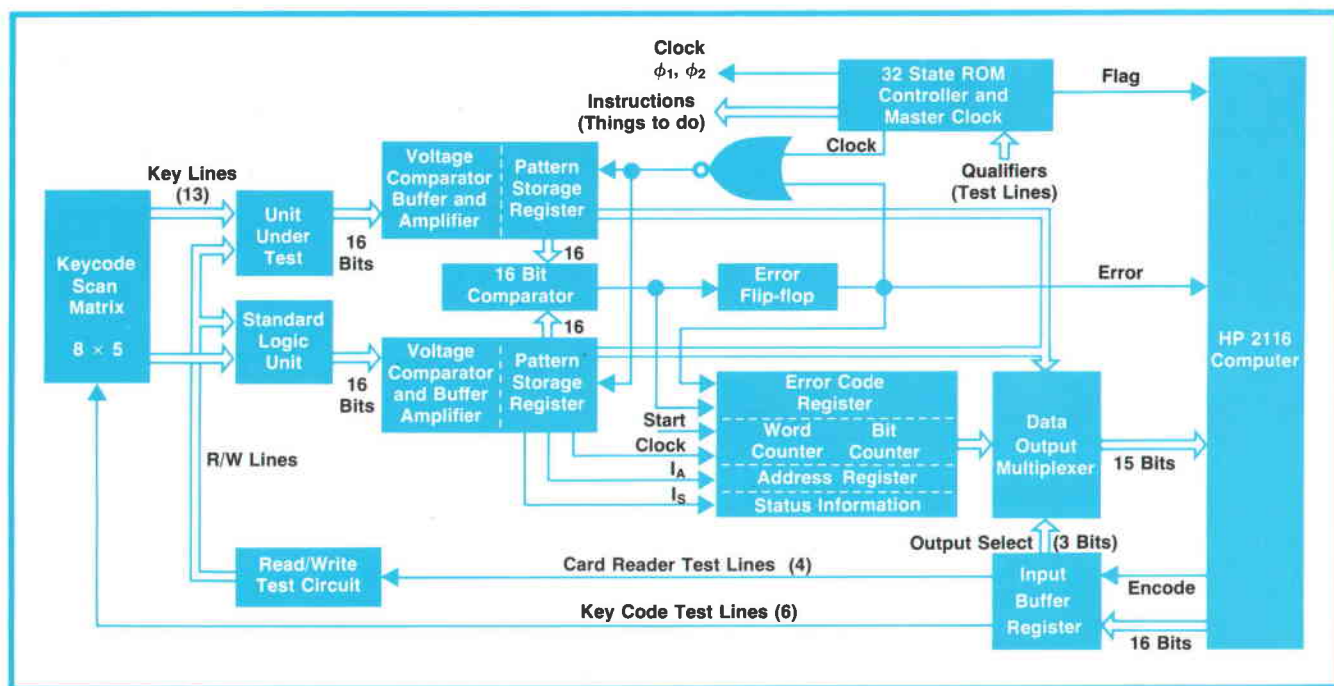 Clock
ϕ₁, ϕ₂
Instructions
(Things to do)
32 State ROM
Controller and
Master Clock
Flag
Clock
Qualifiers
(Test Lines)
Key Lines
(13)
Keycode
Scan
Matrix
8 × 5
Unit
Under
Test
16
Bits
Voltage
Comparator
Buffer and
Amplifier
Pattern
Storage
Register
16
16 Bit
Comparator
16
Error
Flip-flop
Error
HP 2116
Computer
Standard
Logic
Unit
16
Bits
Voltage
Comparator
and Buffer
Amplifier
Pattern
Storage
Register
Start
Clock
I_A
I_S
Error Code
Register
Word
Counter
Bit
Counter
Address Register
Status Information
Data
Output
Multiplexer
15 Bits
R/W Lines
Output Select (3 Bits)
Read/Write
Test Circuit
Card Reader Test Lines (4)
Key Code Test Lines (6)
Input
Buffer
Register
Encode
16 Bits